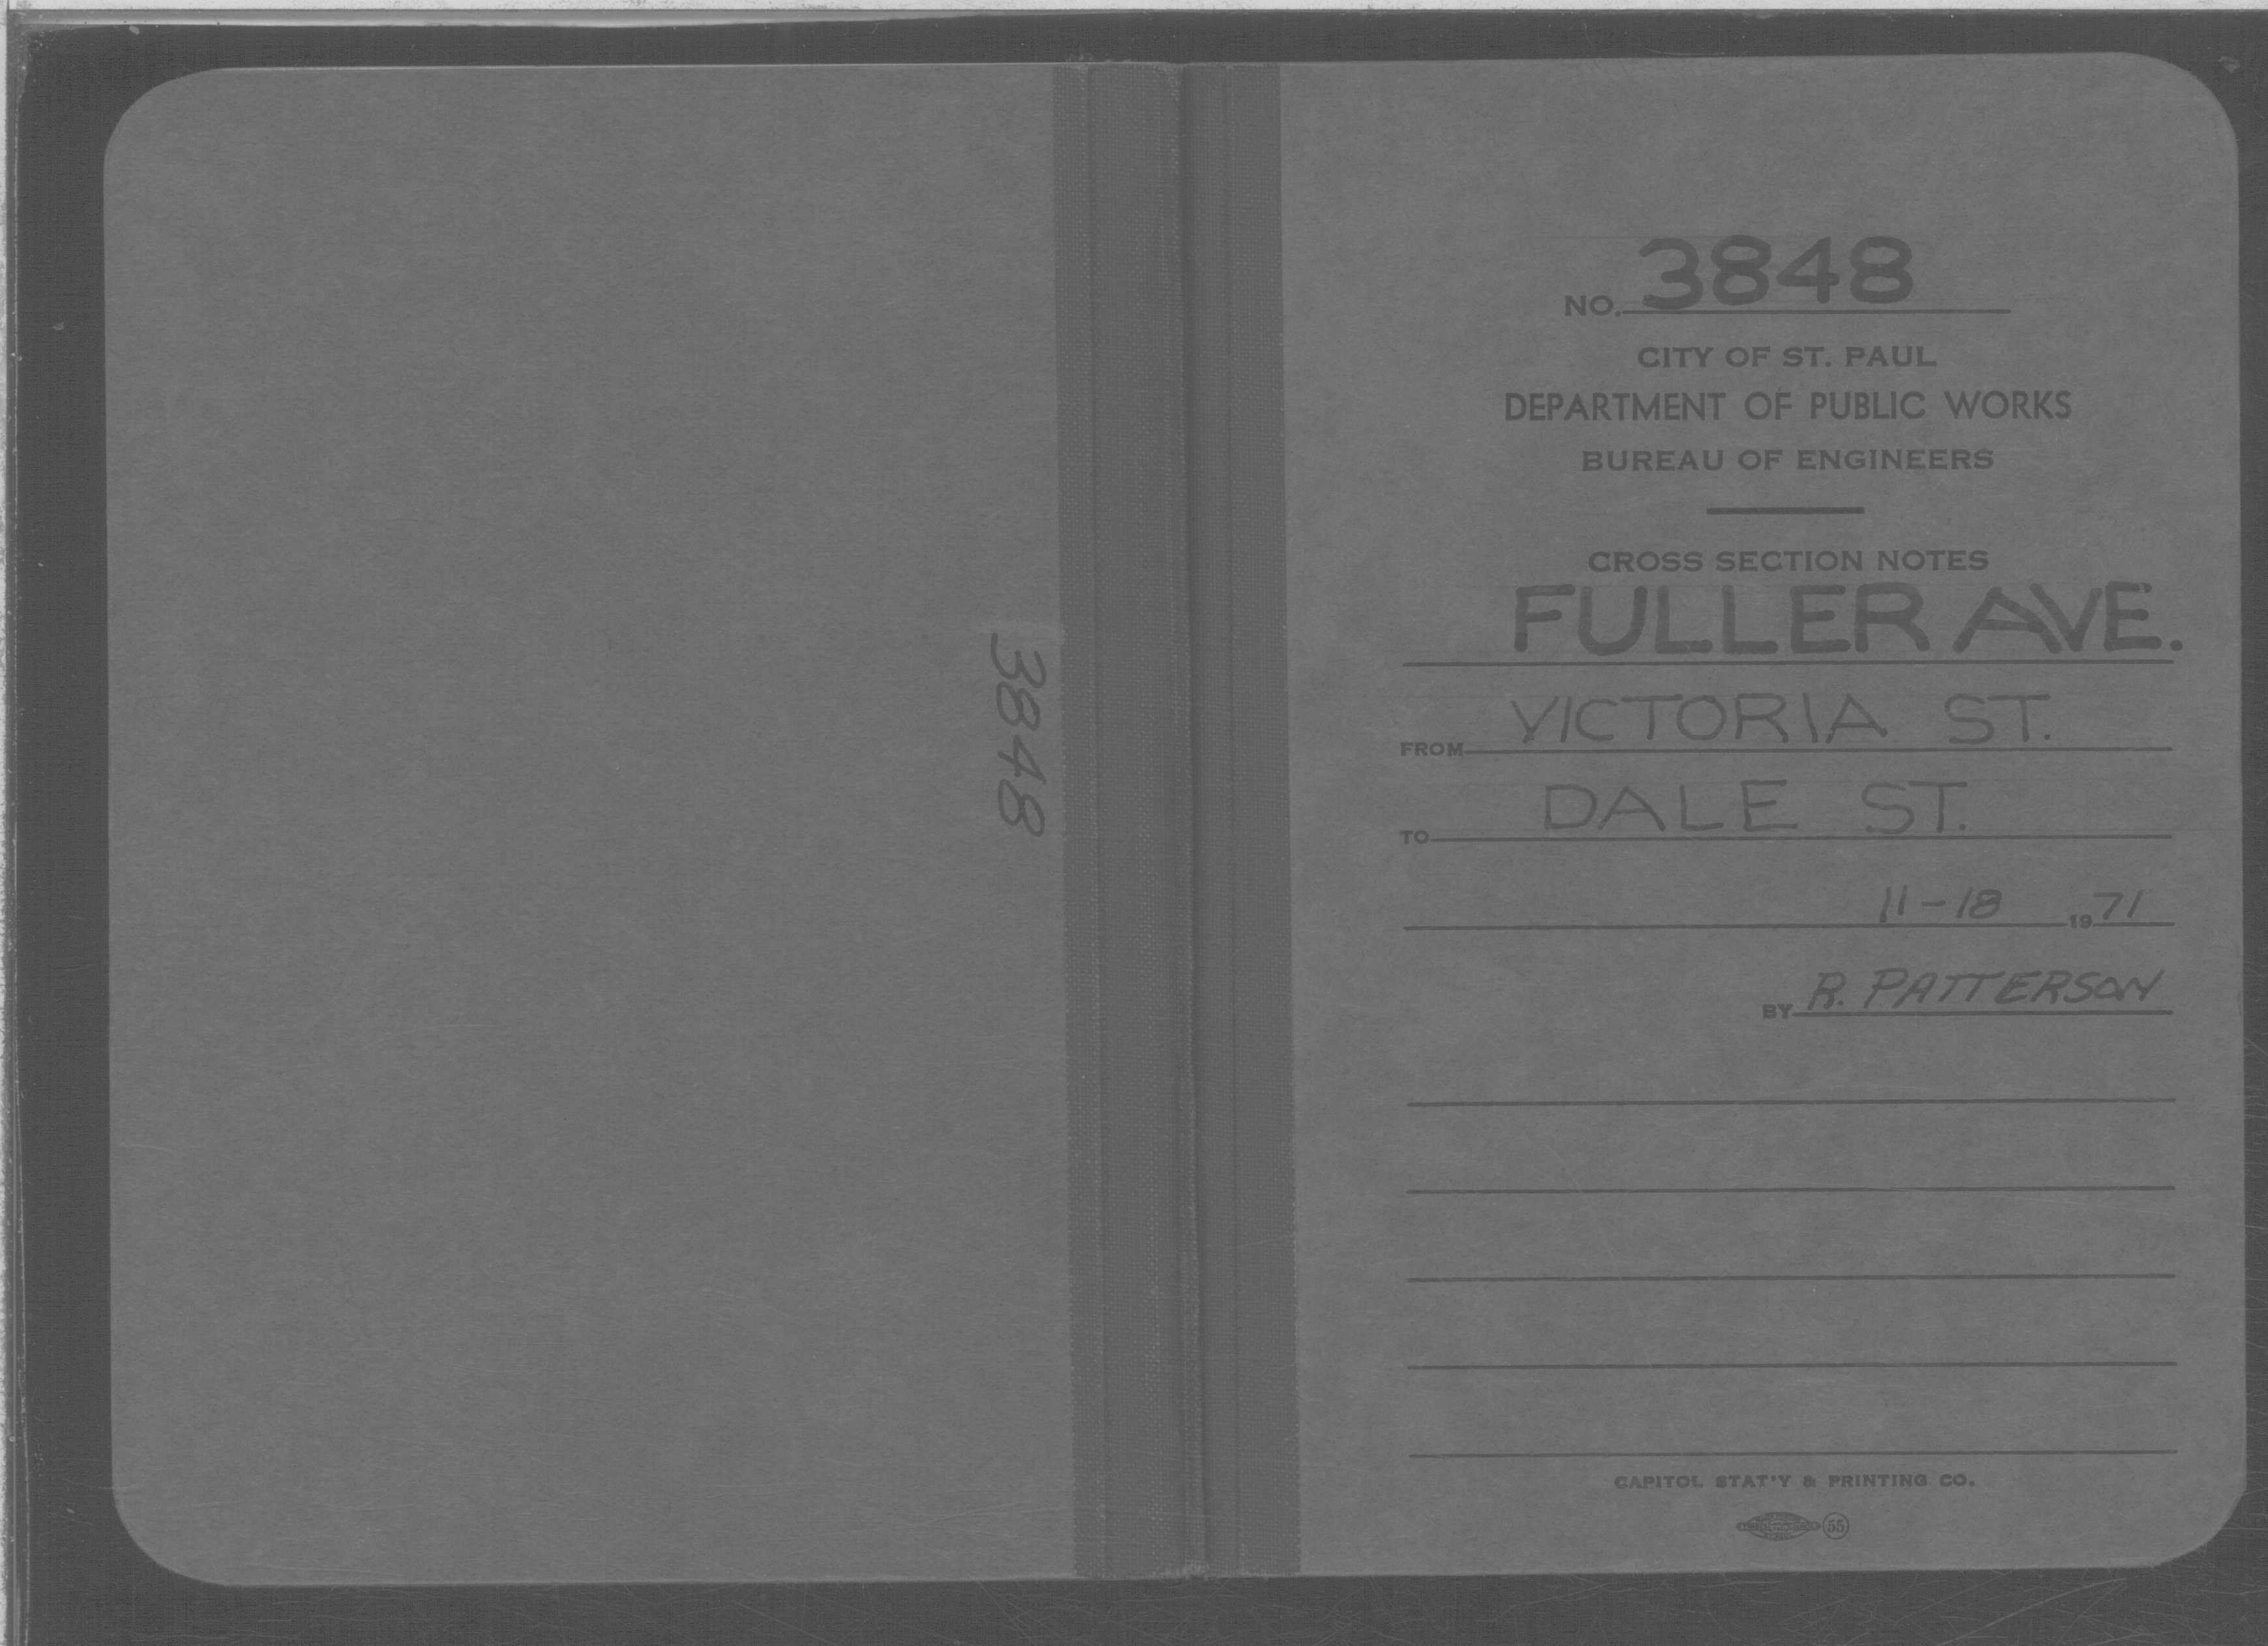 3848
NO. 3848
CITY OF ST. PAUL
DEPARTMENT OF PUBLIC WORKS
BUREAU OF ENGINEERS
CROSS SECTION NOTES
FULLER AVE.
FROM VICTORIA ST.
TO DALE ST.
11-18 1971
BY R. PATTERSON
CAPITOL STAT'Y & PRINTING CO.
55